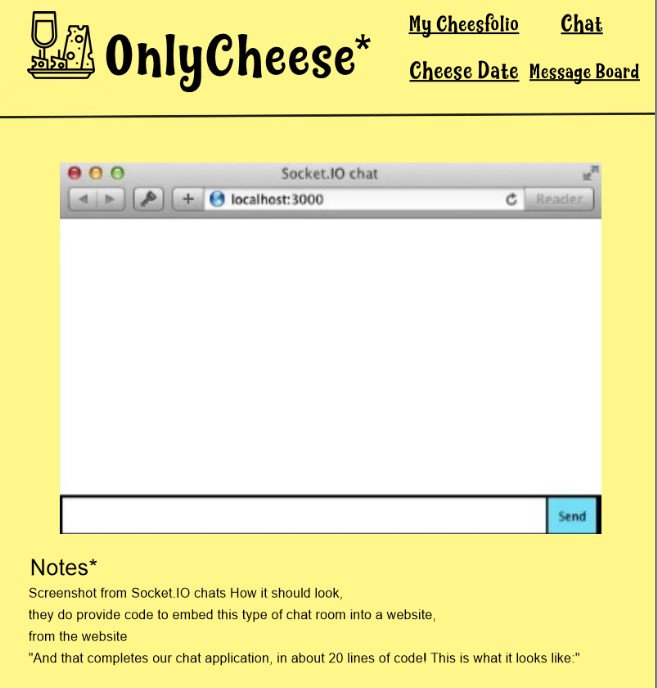 OnlyCheese*
My Cheesfolio
Chat
Cheese Date
Message Board
Socket.IO chat
+
localhost:3000
Reader
Send
Notes*
Screenshot from Socket.IO chats How it should look,
they do provide code to embed this type of chat room into a website,
from the website
"And that completes our chat application, in about 20 lines of code! This is what it looks like:"